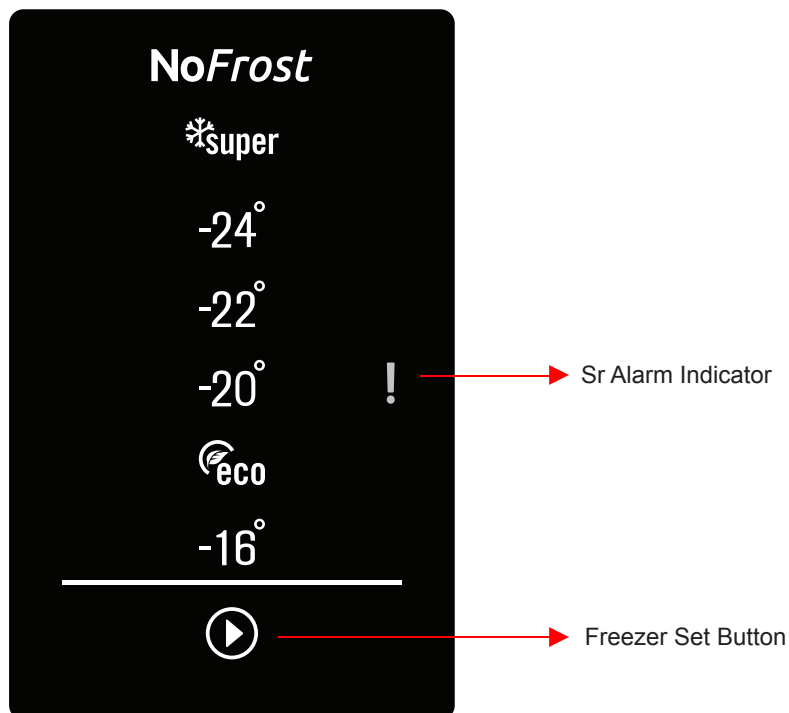 NoFrost
super
-24°
-22°
-20°
! Sr Alarm Indicator
eco
-16°
Freezer Set Button